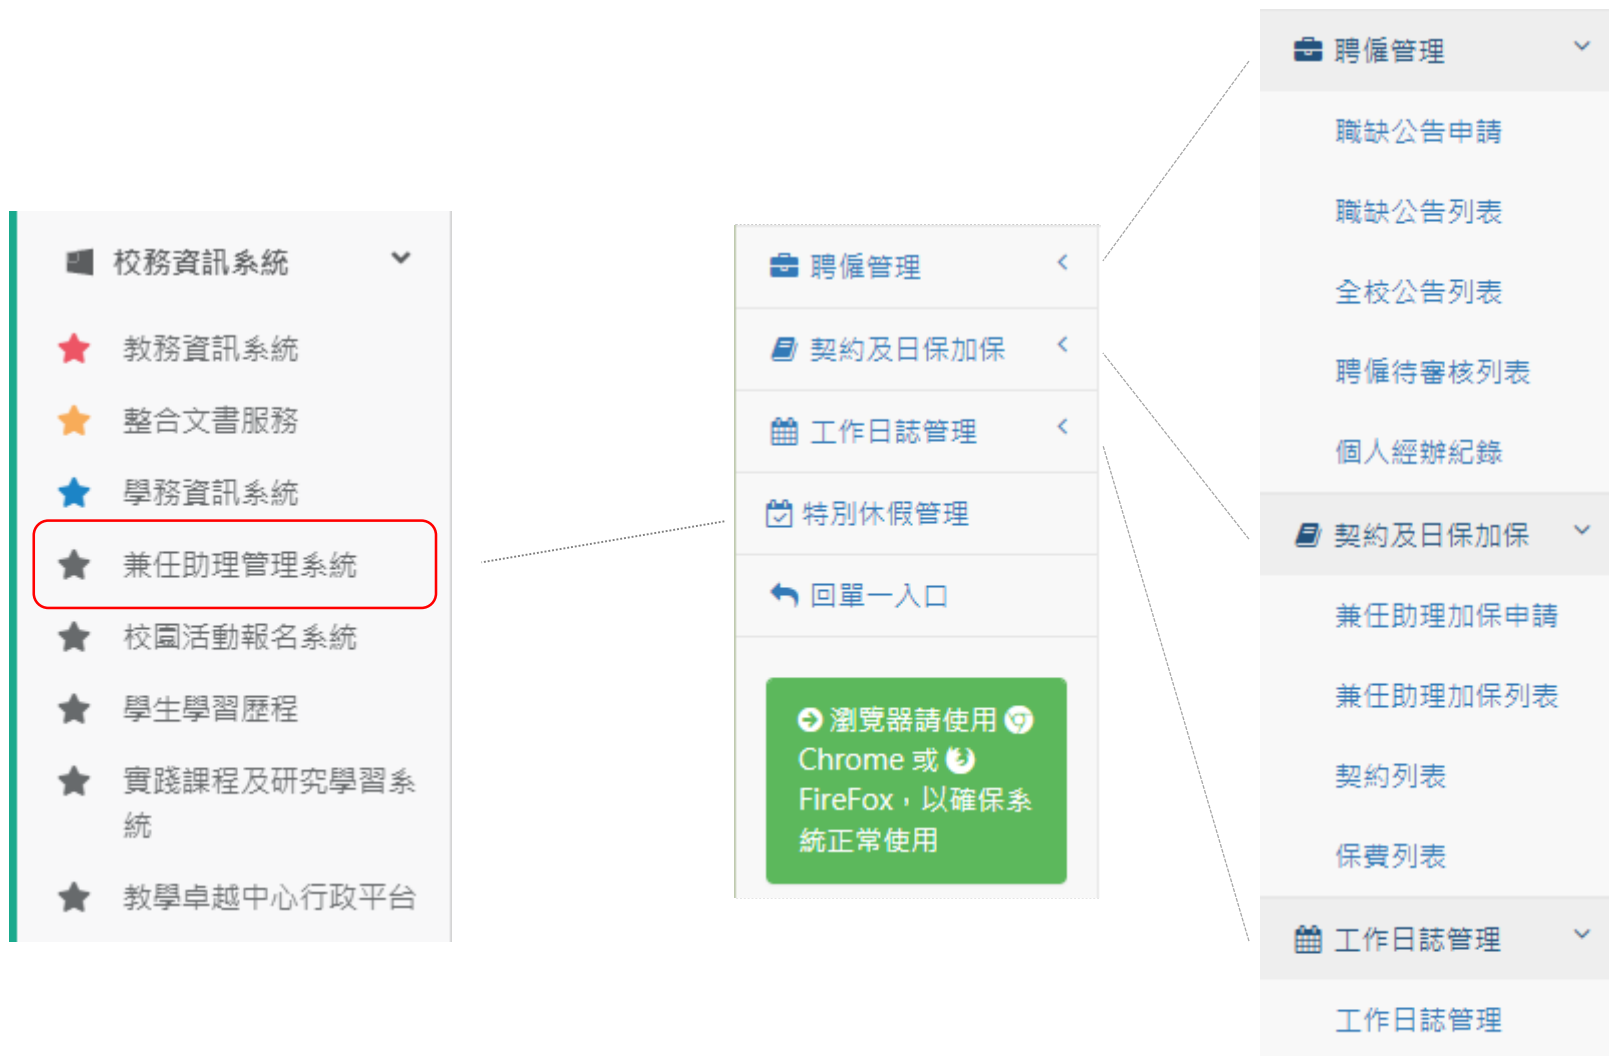 校務資訊系統
教務資訊系統
整合文書服務
學務資訊系統
兼任助理管理系統
校園活動報名系統
學生學習歷程
實踐課程及研究學習系
統
教學卓越中心行政平台
聘僱管理
契約及日保加保
工作日誌管理
特別休假管理
回單一入口
瀏覽器請使用
Chrome 或
FireFox，以確保系
統正常使用
聘僱管理
職缺公告申請
職缺公告列表
全校公告列表
聘僱待審核列表
個人經辦紀錄
契約及日保加保
兼任助理加保申請
兼任助理加保列表
契約列表
保費列表
工作日誌管理
工作日誌管理